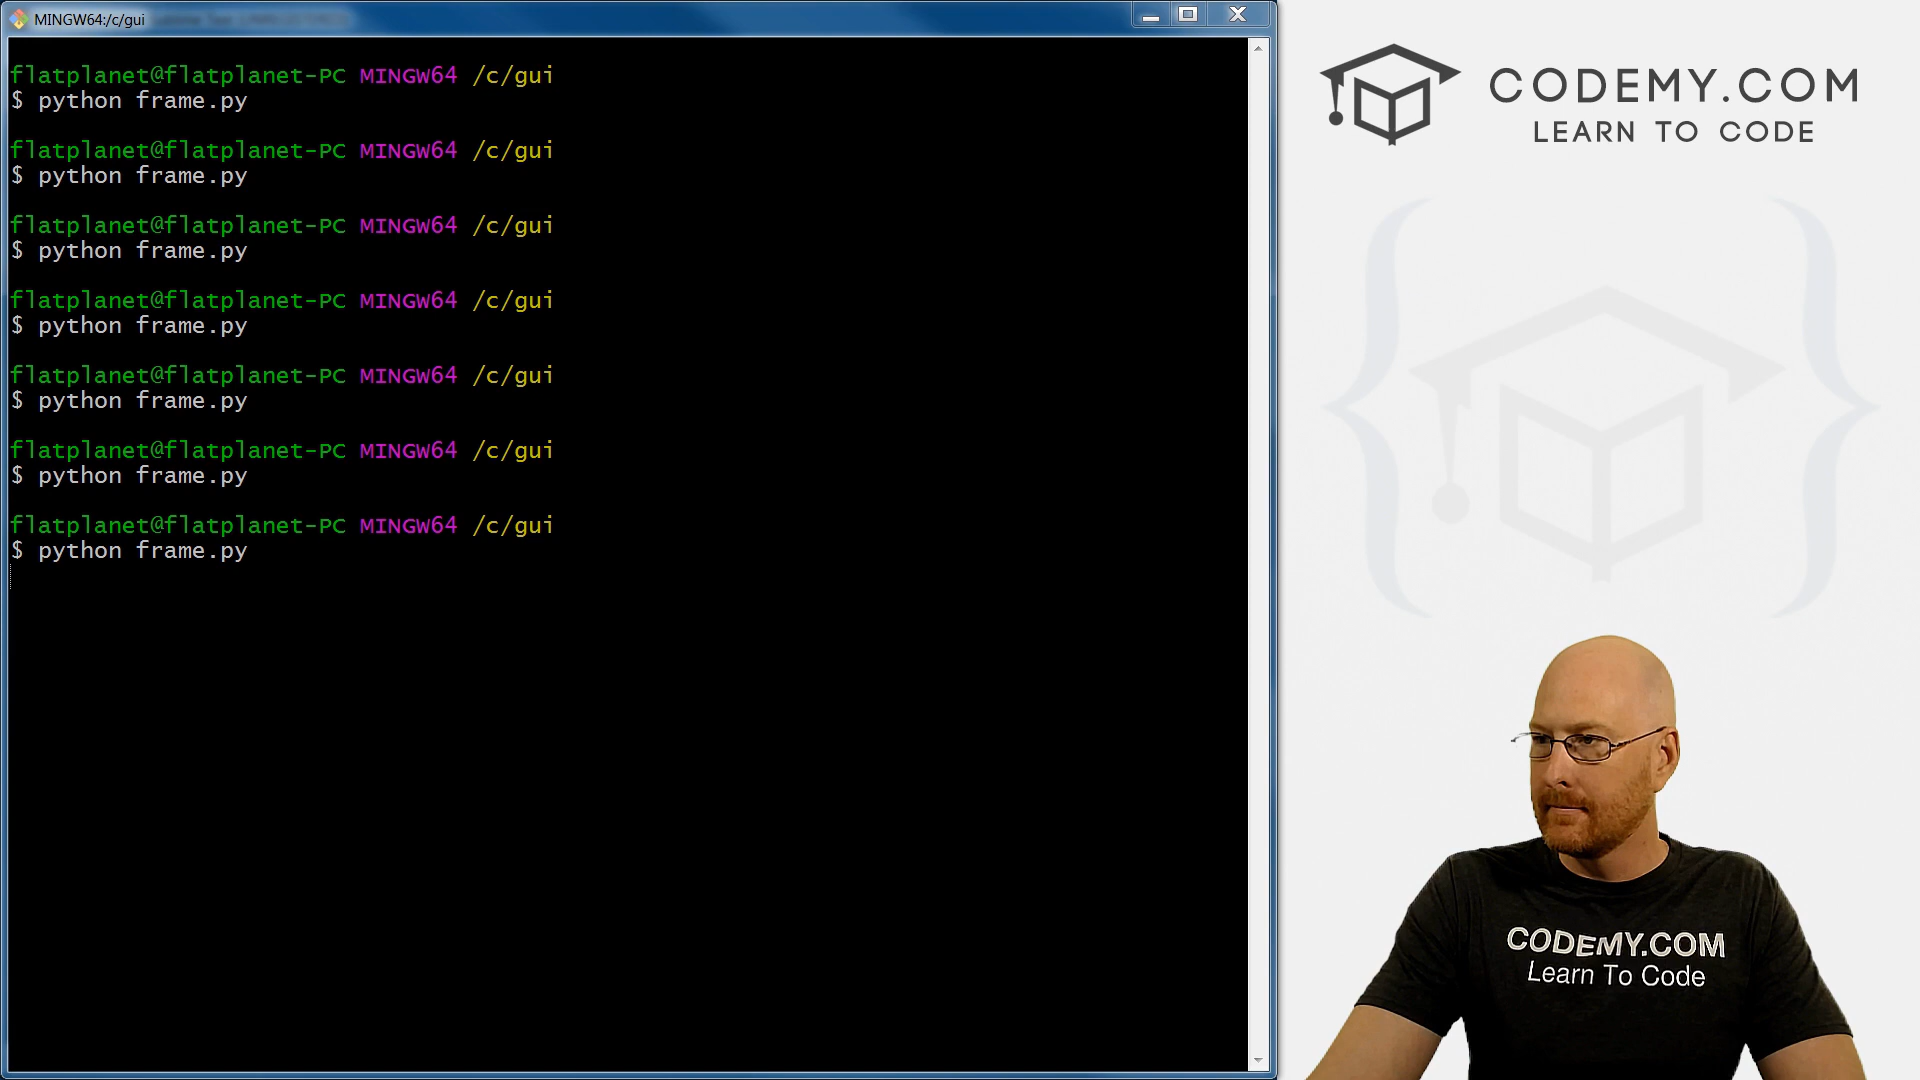 MINGW64:/c/gui
flatplanet@flatplanet-PC MINGW64 /c/gui
$ python frame.py
flatplanet@flatplanet-PC MINGW64 /c/gui
$ python frame.py
flatplanet@flatplanet-PC MINGW64 /c/gui
$ python frame.py
flatplanet@flatplanet-PC MINGW64 /c/gui
$ python frame.py
flatplanet@flatplanet-PC MINGW64 /c/gui
$ python frame.py
flatplanet@flatplanet-PC MINGW64 /c/gui
$ python frame.py
flatplanet@flatplanet-PC MINGW64 /c/gui
$ python frame.py
CODEMY.COM
LEARN TO CODE
CODEMY.COM
Learn To Code